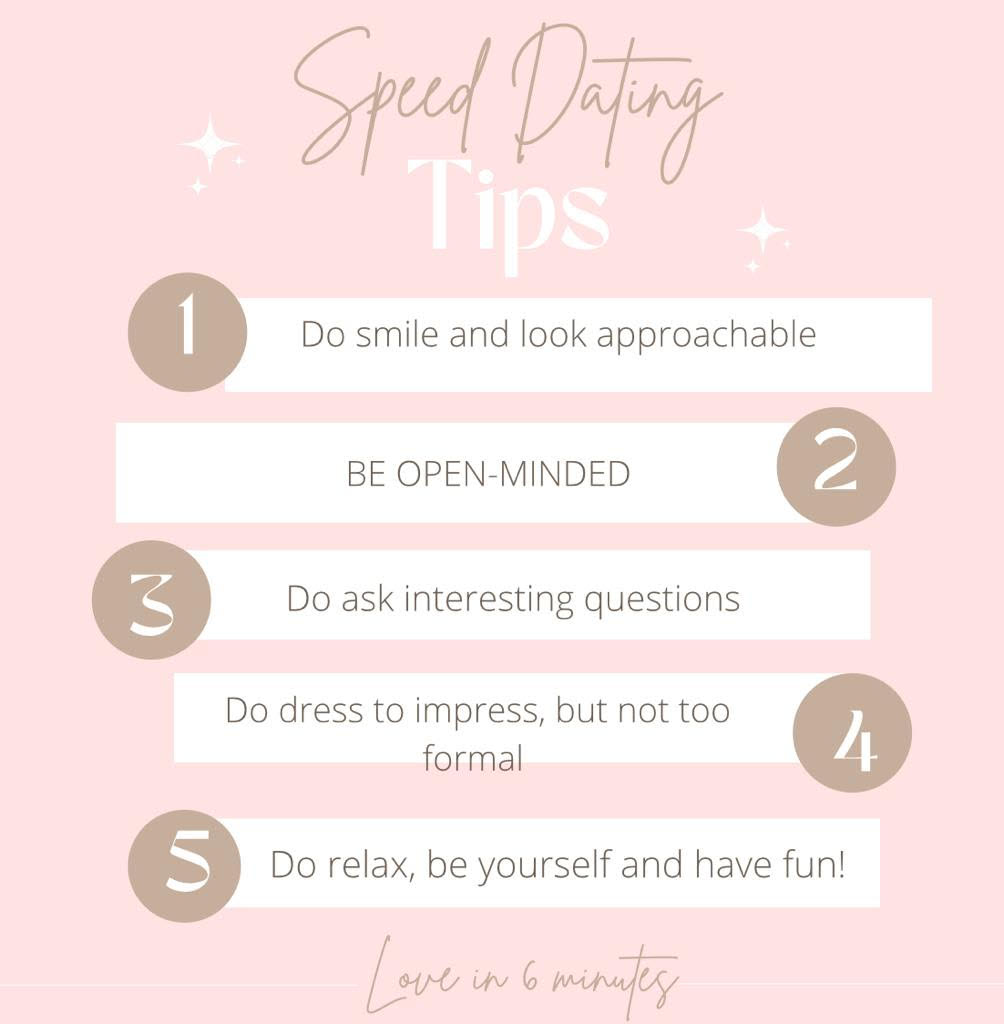 Speed Dating
Tips
1
Do smile and look approachable
BE OPEN-MINDED
2
3
Do ask interesting questions
Do dress to impress, but not too
formal
4
5
Do relax, be yourself and have fun!
Love in 6 minutes